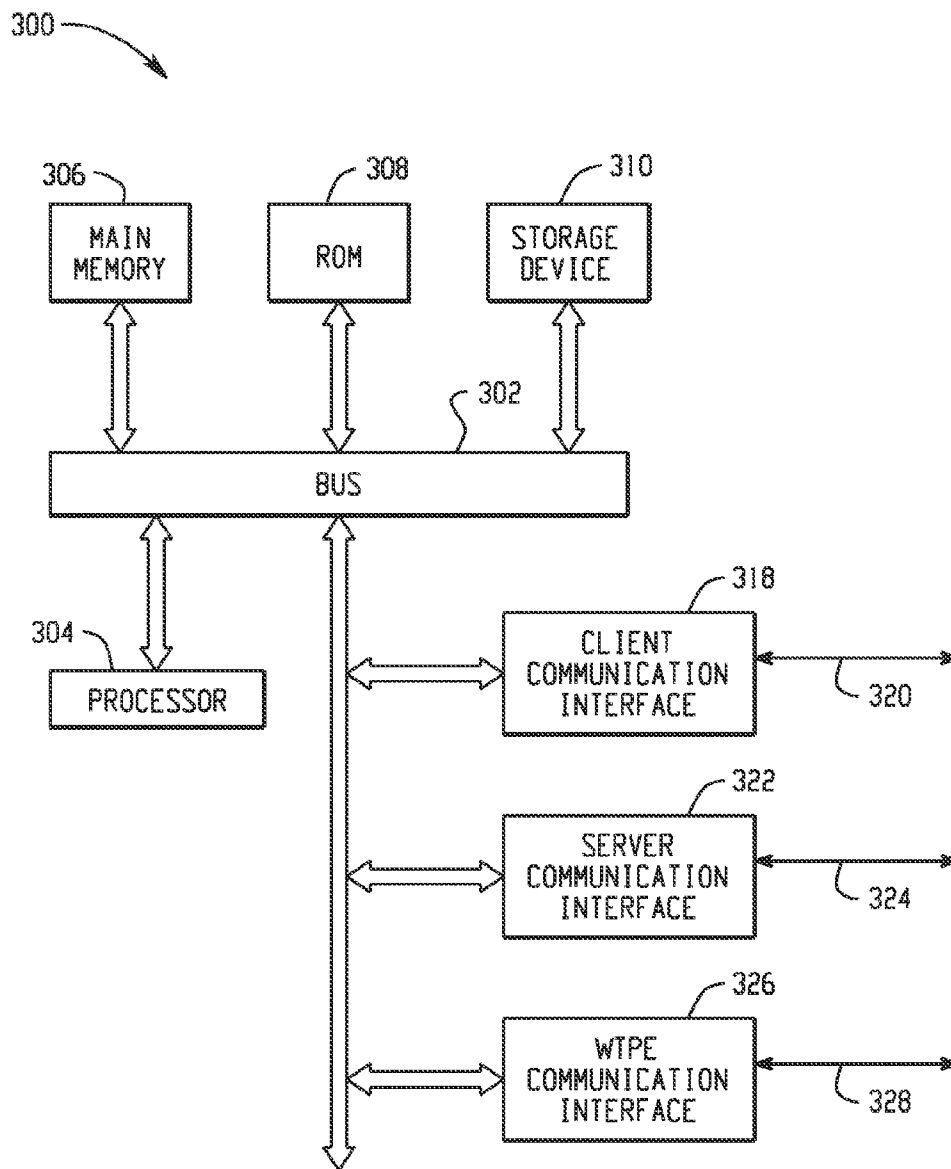 300
306
308
310
MAIN
MEMORY
ROM
STORAGE
DEVICE
302
BUS
304
PROCESSOR
318
CLIENT
COMMUNICATION
INTERFACE
320
322
SERVER
COMMUNICATION
INTERFACE
324
326
WTPE
COMMUNICATION
INTERFACE
328